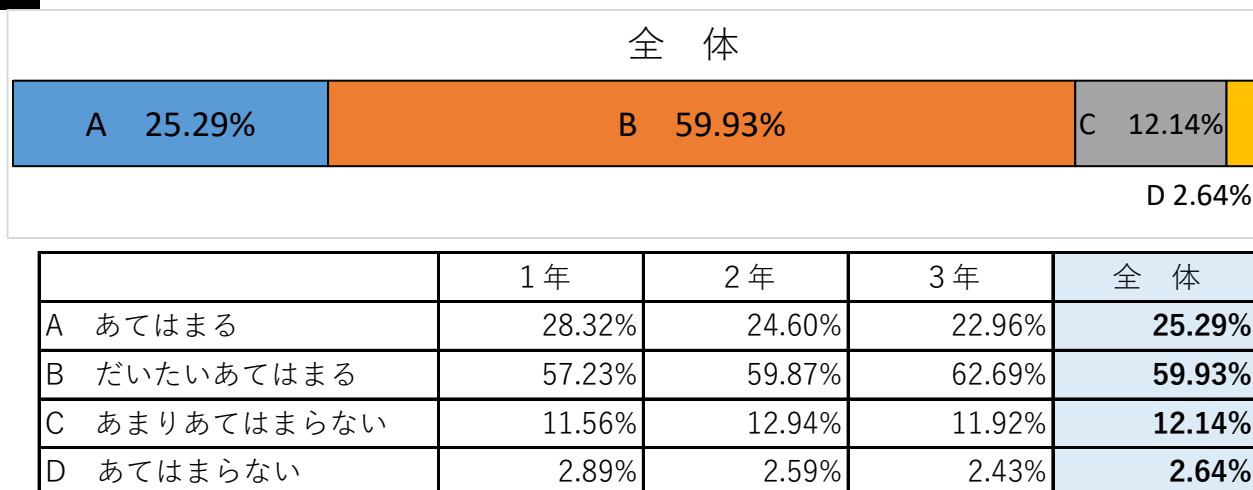 全　体
A　25.29%
B　59.93%
C　12.14%
D 2.64%
1年　2年　3年　全　体
A　あてはまる　28.32%　24.60%　22.96%　25.29%
B　だいたいあてはまる　57.23%　59.87%　62.69%　59.93%
C　あまりあてはまらない　11.56%　12.94%　11.92%　12.14%
D　あてはまらない　2.89%　2.59%　2.43%　2.64%